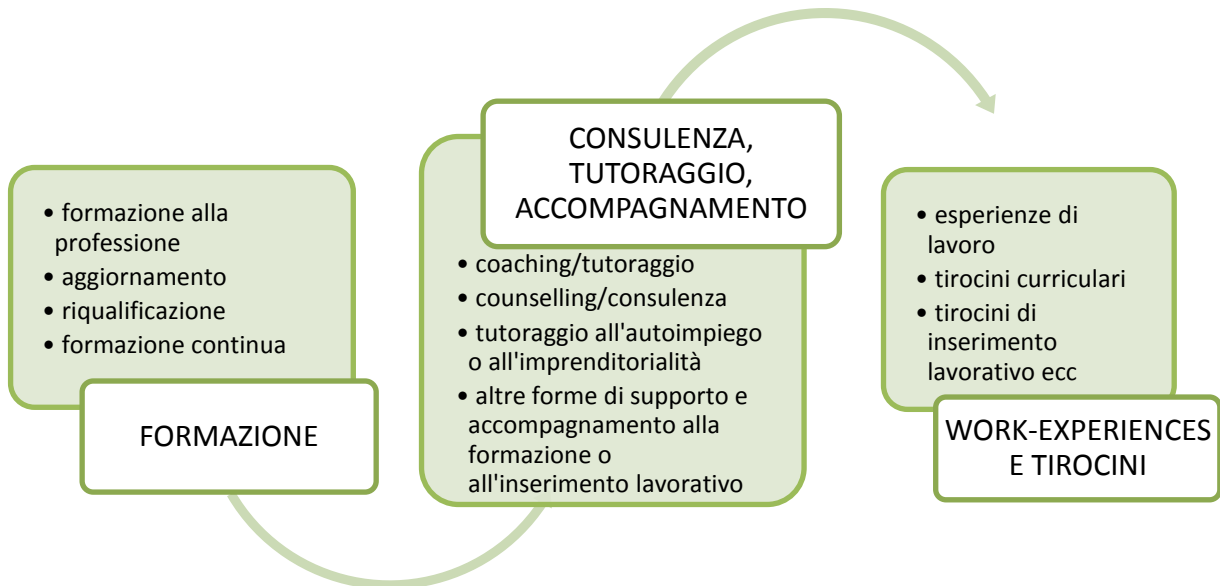 • formazione alla
professione
• aggiornamento
• riqualificazione
• formazione continua
FORMAZIONE
CONSULENZA,
TUTORAGGIO,
ACCOMPAGNAMENTO
• coaching/tutoraggio
• counselling/consulenza
• tutoraggio all'autoimpiego
o all'imprenditorialità
• altre forme di supporto e
accompagnamento alla
formazione o
all'inserimento lavorativo
• esperienze di
lavoro
• tirocini curriculari
• tirocini di
inserimento
lavorativo ecc
WORK-EXPERIENCES
E TIROCINI